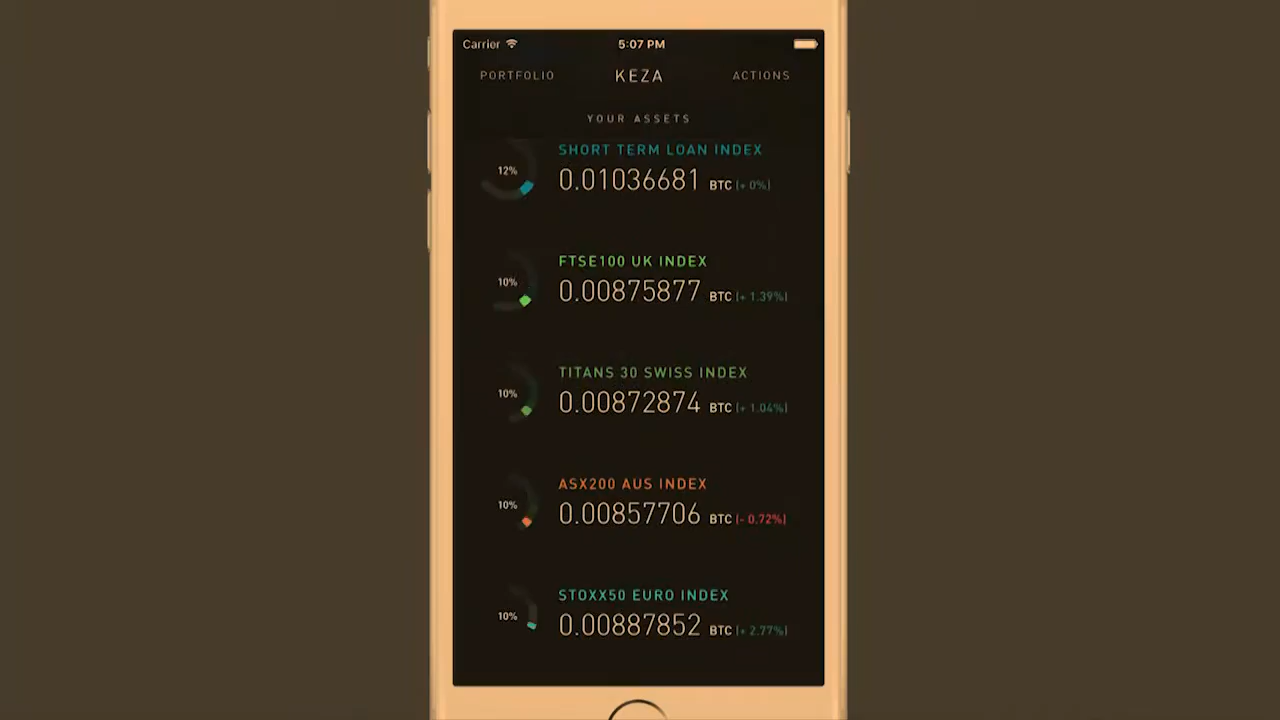 Carrier 5:07 PM
PORTFOLIO KEZA ACTIONS
YOUR ASSETS
SHORT TERM LOAN INDEX
12% 0.01036681 BTC (+ 0%)
FTSE100 UK INDEX
10% 0.00875877 BTC (+ 1.39%)
TITANS 30 SWISS INDEX
10% 0.00872874 BTC (+ 1.04%)
ASX200 AUS INDEX
10% 0.00857706 BTC (- 0.72%)
STOXX50 EURO INDEX
10% 0.00887852 BTC (+ 2.77%)